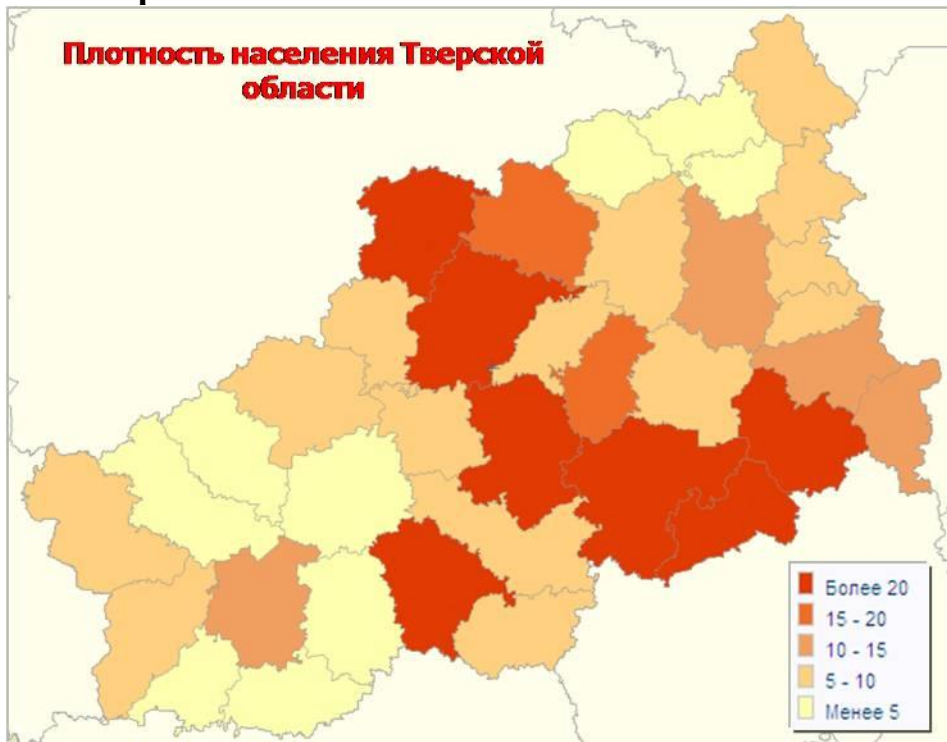 Плотность населения Тверской
области
Более 20
15 - 20
10 - 15
5 - 10
Менее 5